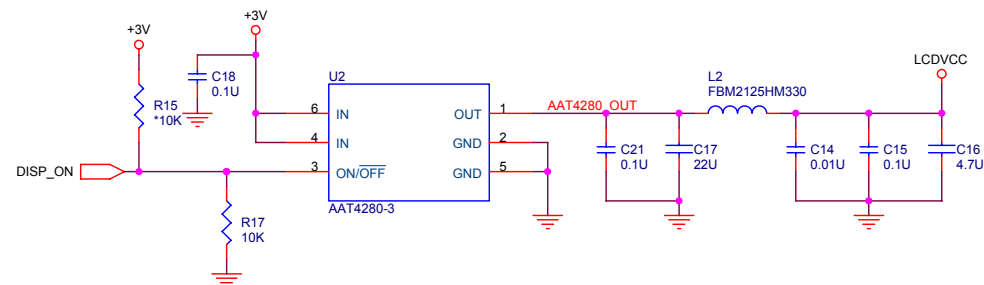 +3V
+3V
C18
0.1U
R15
*10K
U2
6
IN
4
IN
3
ON/OFF
OUT
1
GND
2
GND
5
AAT4280-3
DISP_ON
R17
10K
AAT4280_OUT
L2
FBM2125HM330
LCDVCC
C21
0.1U
C17
22U
C14
0.01U
C15
0.1U
C16
4.7U